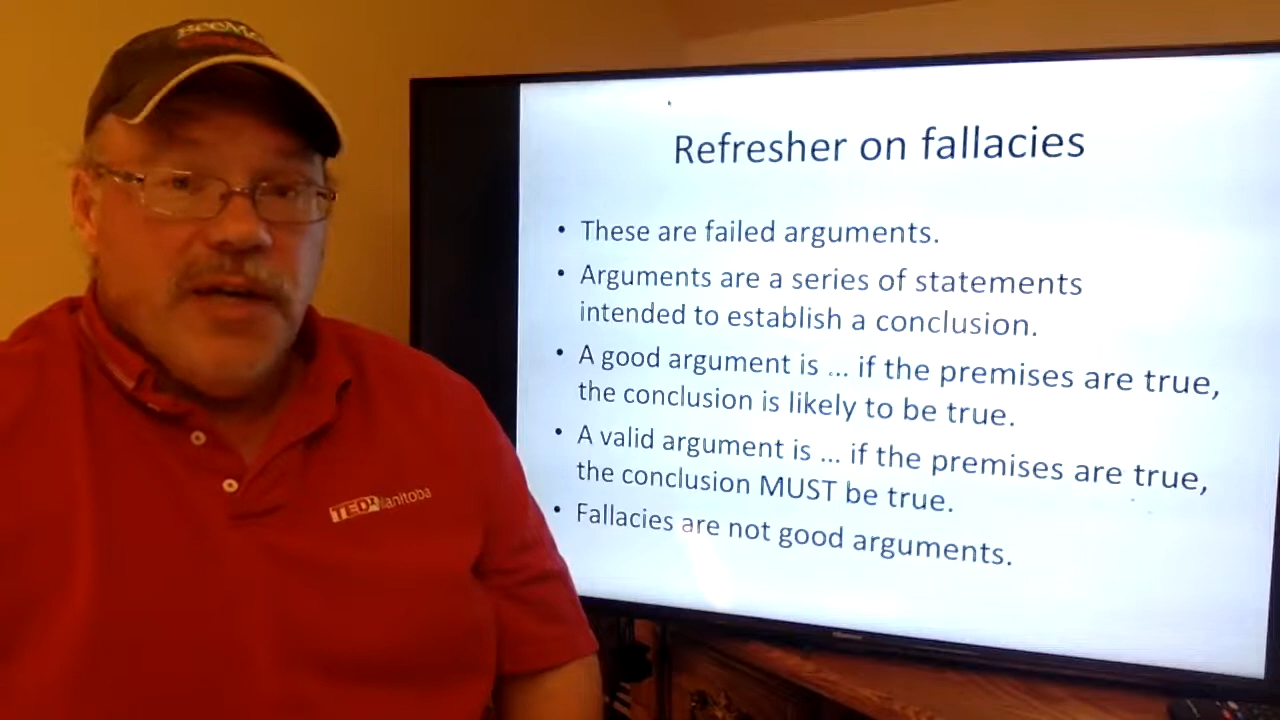 Refresher on fallacies
• These are failed arguments.
• Arguments are a series of statements
intended to establish a conclusion.
• A good argument is ... if the premises are true,
the conclusion is likely to be true.
• A valid argument is ... if the premises are true,
the conclusion MUST be true.
• Fallacies are not good arguments.
TEDxManitoba